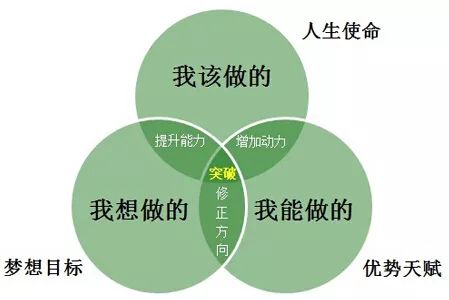 人生使命
我该做的
提升能力
增加动力
突破
修正方向
我想做的
我能做的
梦想目标
优势天赋